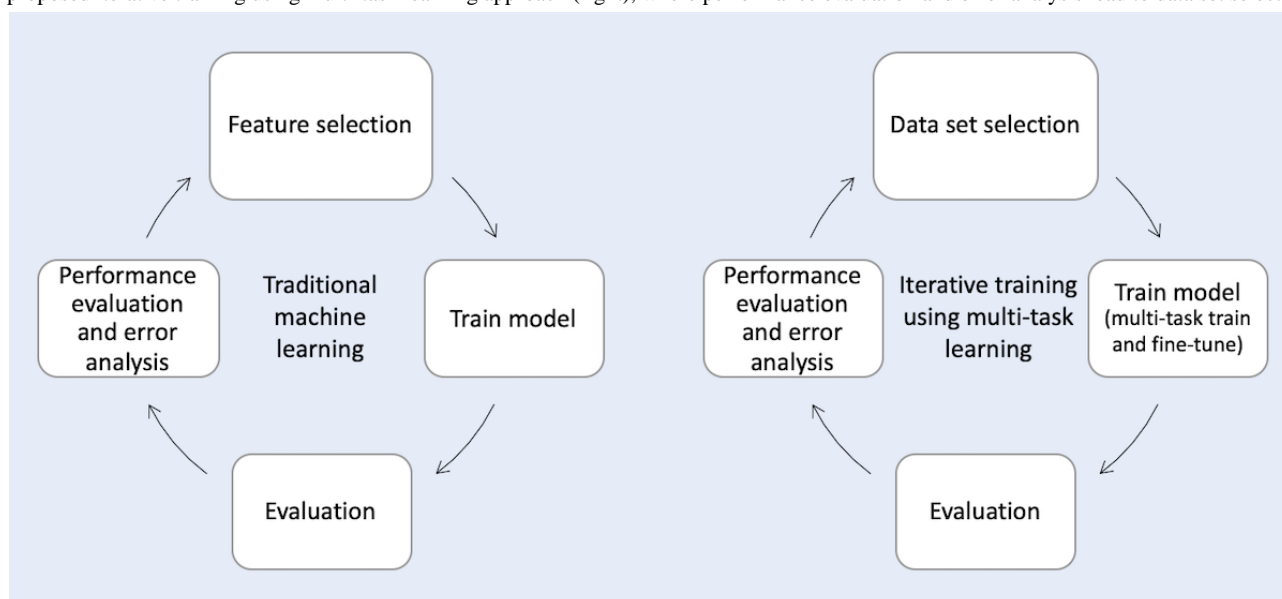 Feature selection
Train model
Evaluation
Performance
evaluation
and error
analysis
Traditional
machine
learning
Data set selection
Train model
(multi-task train
and fine-tune)
Evaluation
Performance
evaluation
and error
analysis
Iterative training
using multi-task
learning